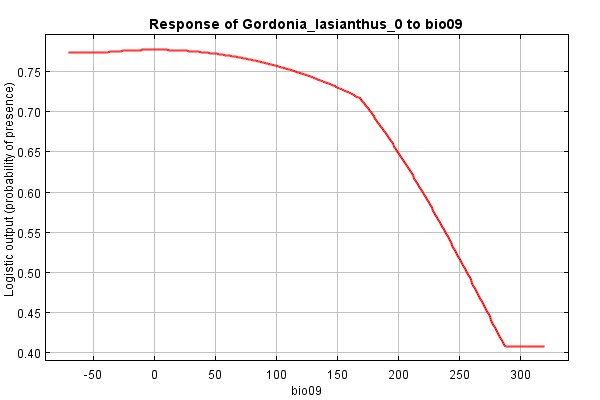 Response of Gordonia_lasianthus_0 to bio09
Logistic output (probability of presence)
0.75
0.70
0.65
0.60
0.55
0.50
0.45
0.40
-50 0 50 100 150 200 250 300
bio09